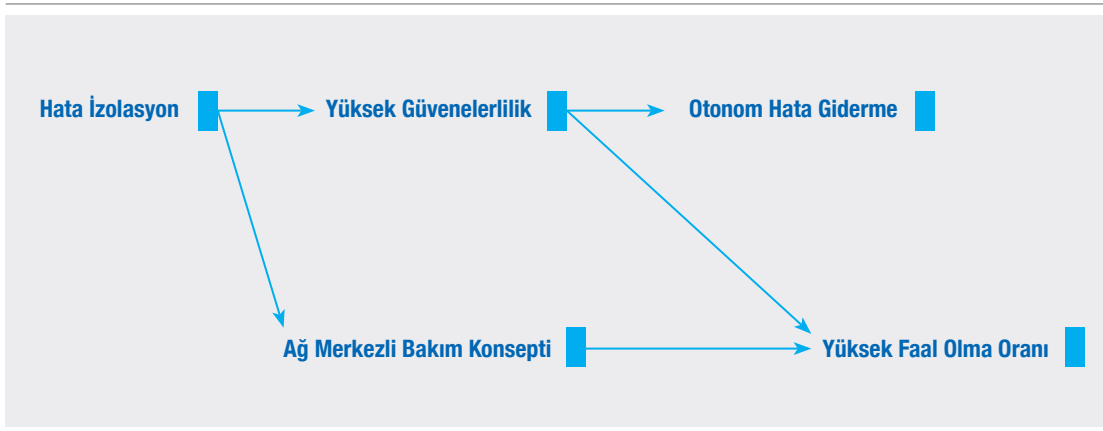 Hata İzolasyon
Yüksek Güvenelerlilik
Otonom Hata Giderme
Ağ Merkezli Bakım Konsepti
Yüksek Faal Olma Oranı